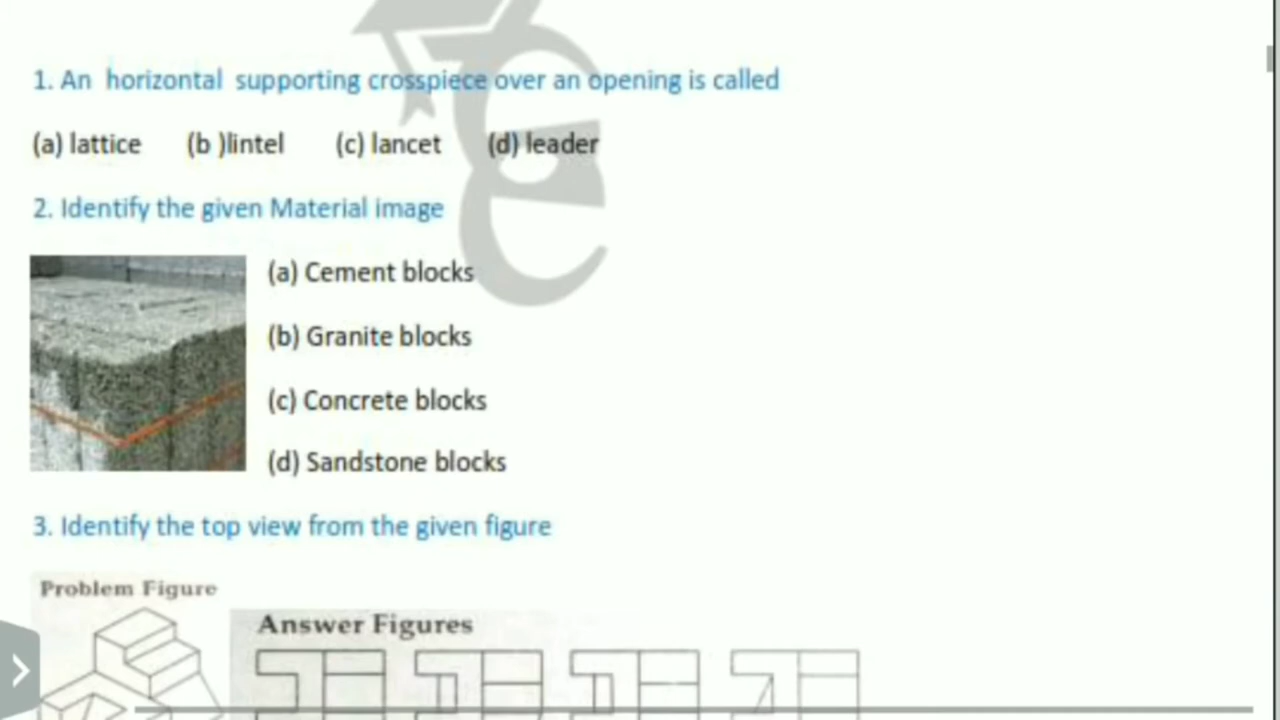 1. An horizontal supporting crosspiece over an opening is called
(a) lattice (b )lintel (c) lancet (d) leader
2. Identify the given Material image
(a) Cement blocks
(b) Granite blocks
(c) Concrete blocks
(d) Sandstone blocks
3. Identify the top view from the given figure
Problem Figure
Answer Figures